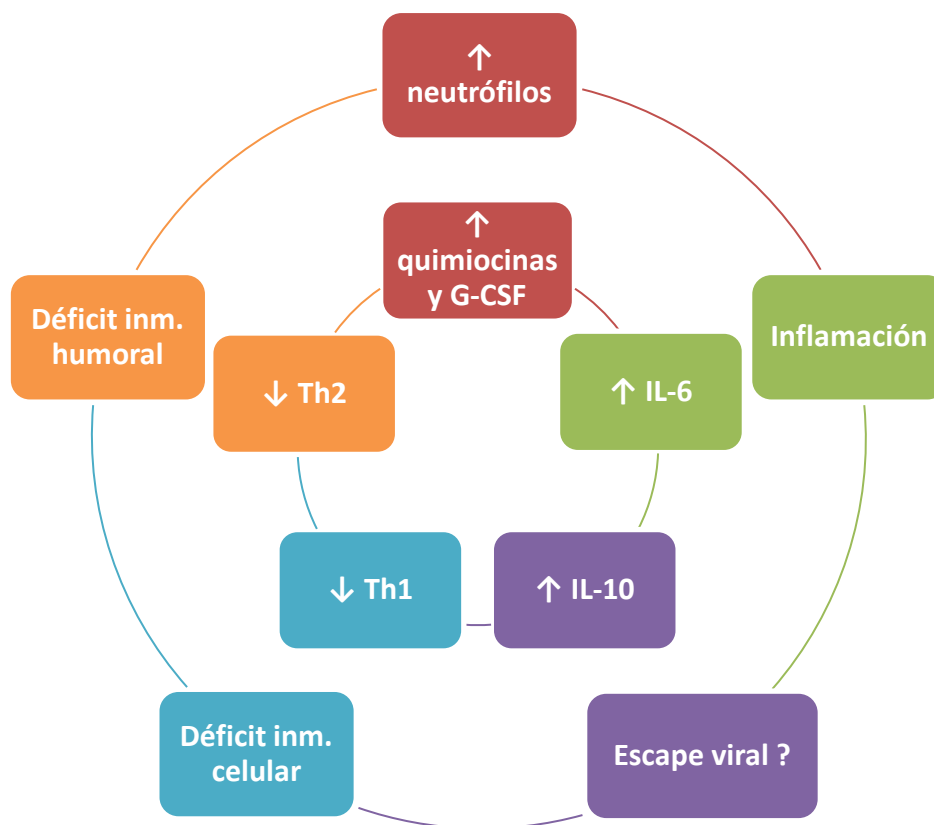 ↑
neutrófilos
↑
quimiocinas
y G-CSF
Déficit inm.
humoral
Inflamación
↓ Th2
↑ IL-6
↓ Th1
↑ IL-10
Déficit inm.
celular
Escape viral ?